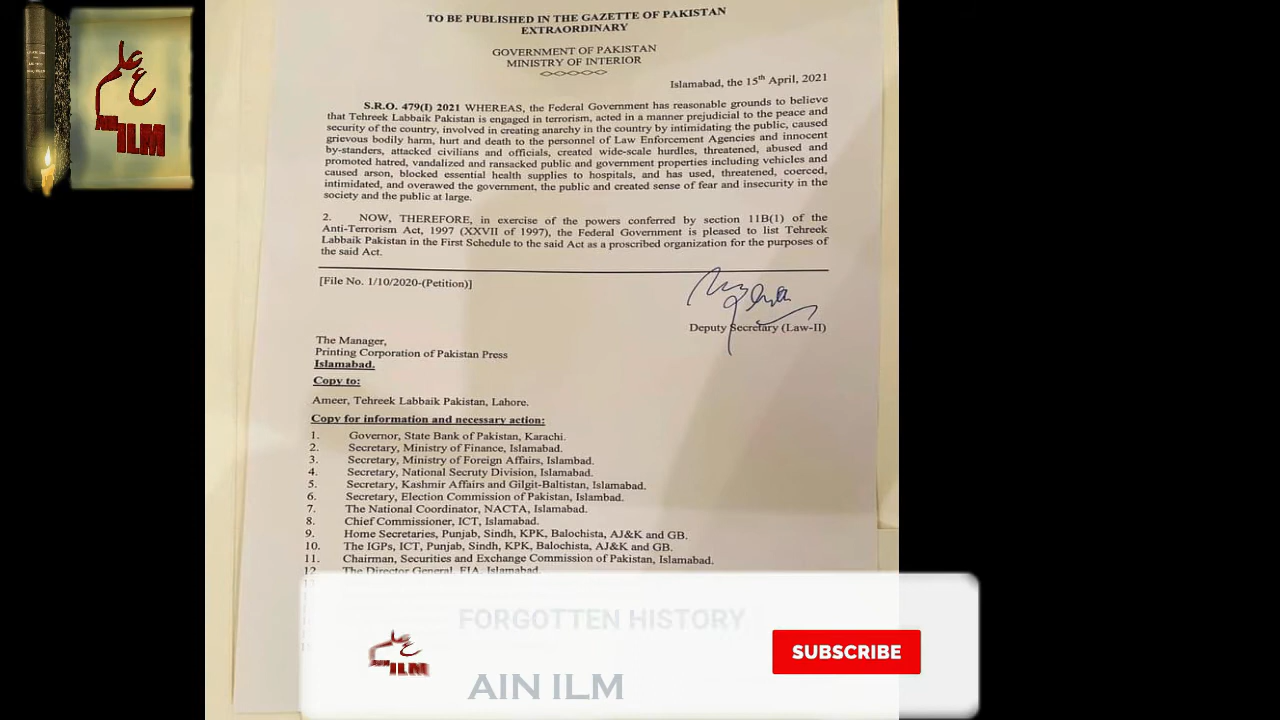 علم
ع
AIN
ILM
TO BE PUBLISHED IN THE GAZETTE OF PAKISTAN
EXTRAORDINARY
GOVERNMENT OF PAKISTAN
MINISTRY OF INTERIOR
Islamabad, the 15th April, 2021
S.R.O. 479(I) 2021 WHEREAS, the Federal Government has reasonable grounds to believe
that Tehreek Labbaik Pakistan is engaged in terrorism, acted in a manner prejudicial to the peace and
security of the country, involved in creating anarchy in the country by intimidating the public, caused
grievous bodily harm, hurt and death to the personnel of Law Enforcement Agencies and innocent
by-standers, attacked civilians and officials, created wide-scale hurdles, threatened, abused and
promoted hatred, vandalized and ransacked public and government properties including vehicles and
caused arson, blocked essential health supplies to hospitals, and has used, threatened, coerced,
intimidated, and overawed the government, the public and created sense of fear and insecurity in the
society and the public at large.
2. NOW, THEREFORE, in exercise of the powers conferred by section 11B(1) of the
Anti-Terrorism Act, 1997 (XXVII of 1997), the Federal Government is pleased to list Tehreek
Labbaik Pakistan in the First Schedule to the said Act as a proscribed organization for the purposes of
the said Act.
[File No. 1/10/2020-(Petition)]
Deputy Secretary (Law-II)
The Manager,
Printing Corporation of Pakistan Press
Islamabad.
Copy to:
Ameer, Tehreek Labbaik Pakistan, Lahore.
Copy for information and necessary action:
1. Governor, State Bank of Pakistan, Karachi.
2. Secretary, Ministry of Finance, Islamabad.
3. Secretary, Ministry of Foreign Affairs, Islambad.
4. Secretary, National Secruty Division, Islamabad.
5. Secretary, Kashmir Affairs and Gilgit-Baltistan, Islamabad.
6. Secretary, Election Commission of Pakistan, Islambad.
7. The National Coordinator, NACTA, Islamabad.
8. Chief Commissioner, ICT, Islamabad.
9. Home Secretaries, Punjab, Sindh, KPK, Balochista, AJ&K and GB.
10. The IGPs, ICT, Punjab, Sindh, KPK, Balochista, AJ&K and GB.
11. Chairman, Securities and Exchange Commission of Pakistan, Islamabad.
12 The Director General, FIA, Islamabad.
FORGOTTEN HISTORY
علم
ع
AIN ILM
SUBSCRIBE
AIN ILM